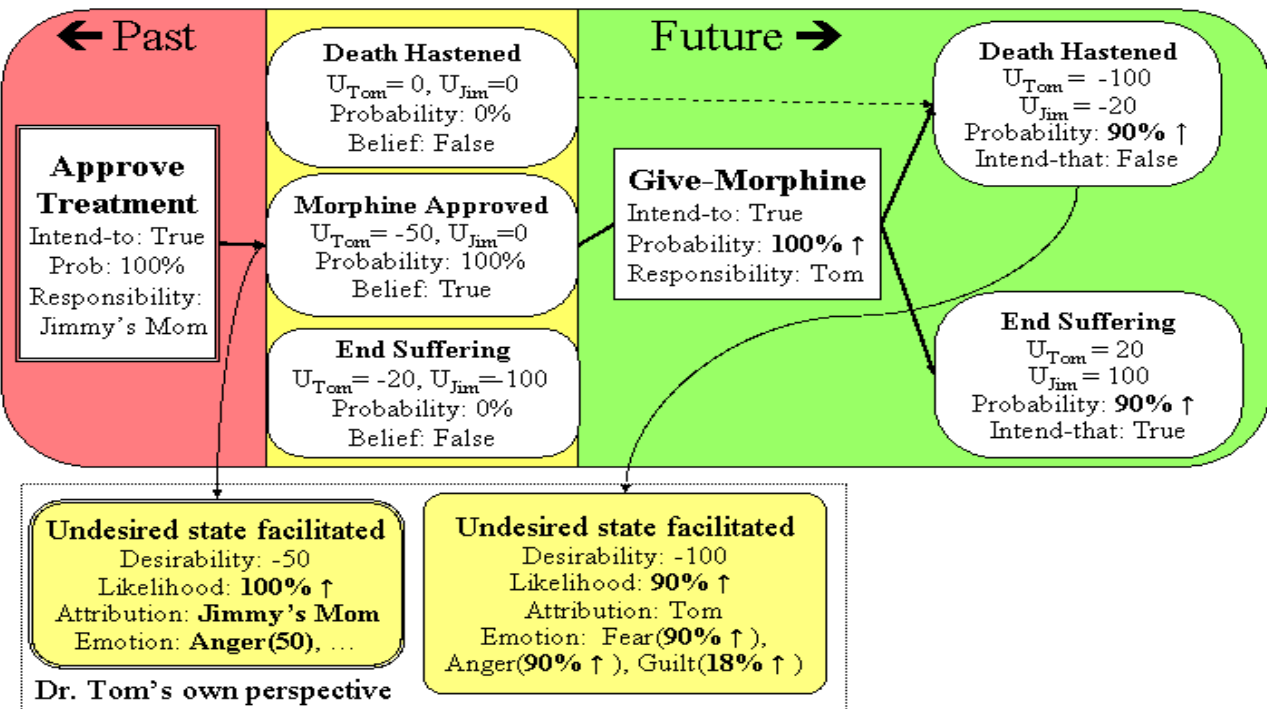 ← Past
Future →
Approve
Treatment
Intend-to: True
Prob: 100%
Responsibility:
Jimmy's Mom
Death Hastened
UTom= 0, UJim=0
Probability: 0%
Belief: False
Morphine Approved
UTom= -50, UJim=0
Probability: 100%
Belief: True
End Suffering
UTom= -20, UJim=-100
Probability: 0%
Belief: False
Give-Morphine
Intend-to: True
Probability: 100% ↑
Responsibility: Tom
Death Hastened
UTom = -100
UJim = -20
Probability: 90% ↑
Intend-that: False
End Suffering
UTom = 20
UJim = 100
Probability: 90% ↑
Intend-that: True
Undesired state facilitated
Desirability: -50
Likelihood: 100% ↑
Attribution: Jimmy's Mom
Emotion: Anger(50), ...
Undesired state facilitated
Desirability: -100
Likelihood: 90% ↑
Attribution: Tom
Emotion: Fear(90% ↑ ),
Anger(90% ↑ ), Guilt(18% ↑ )
Dr. Tom's own perspective